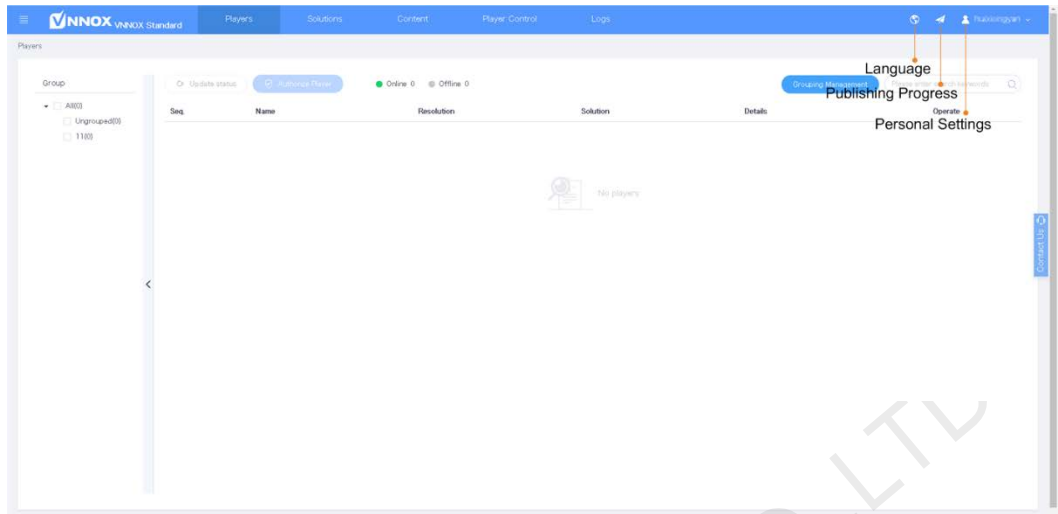 VNNOX VNNOX Standard Players Solutions Content Player Control Logs huixiongyan
Players
Language
Publishing Progress
Personal Settings
Group
Update status Authorize Player Online 0 Offline 0 Grouping Management
All(0)
Ungrouped(0)
11(0)
Seq. Name Resolution Solution Details Operate
No players
Contact Us
LTD